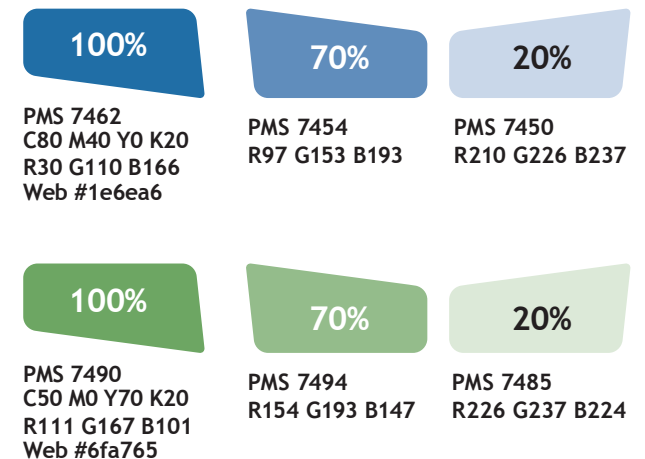 100%
PMS 7462
C80 M40 Y0 K20
R30 G110 B166
Web #1e6ea6
70%
PMS 7454
R97 G153 B193
20%
PMS 7450
R210 G226 B237
100%
PMS 7490
C50 M0 Y70 K20
R111 G167 B101
Web #6fa765
70%
PMS 7494
R154 G193 B147
20%
PMS 7485
R226 G237 B224